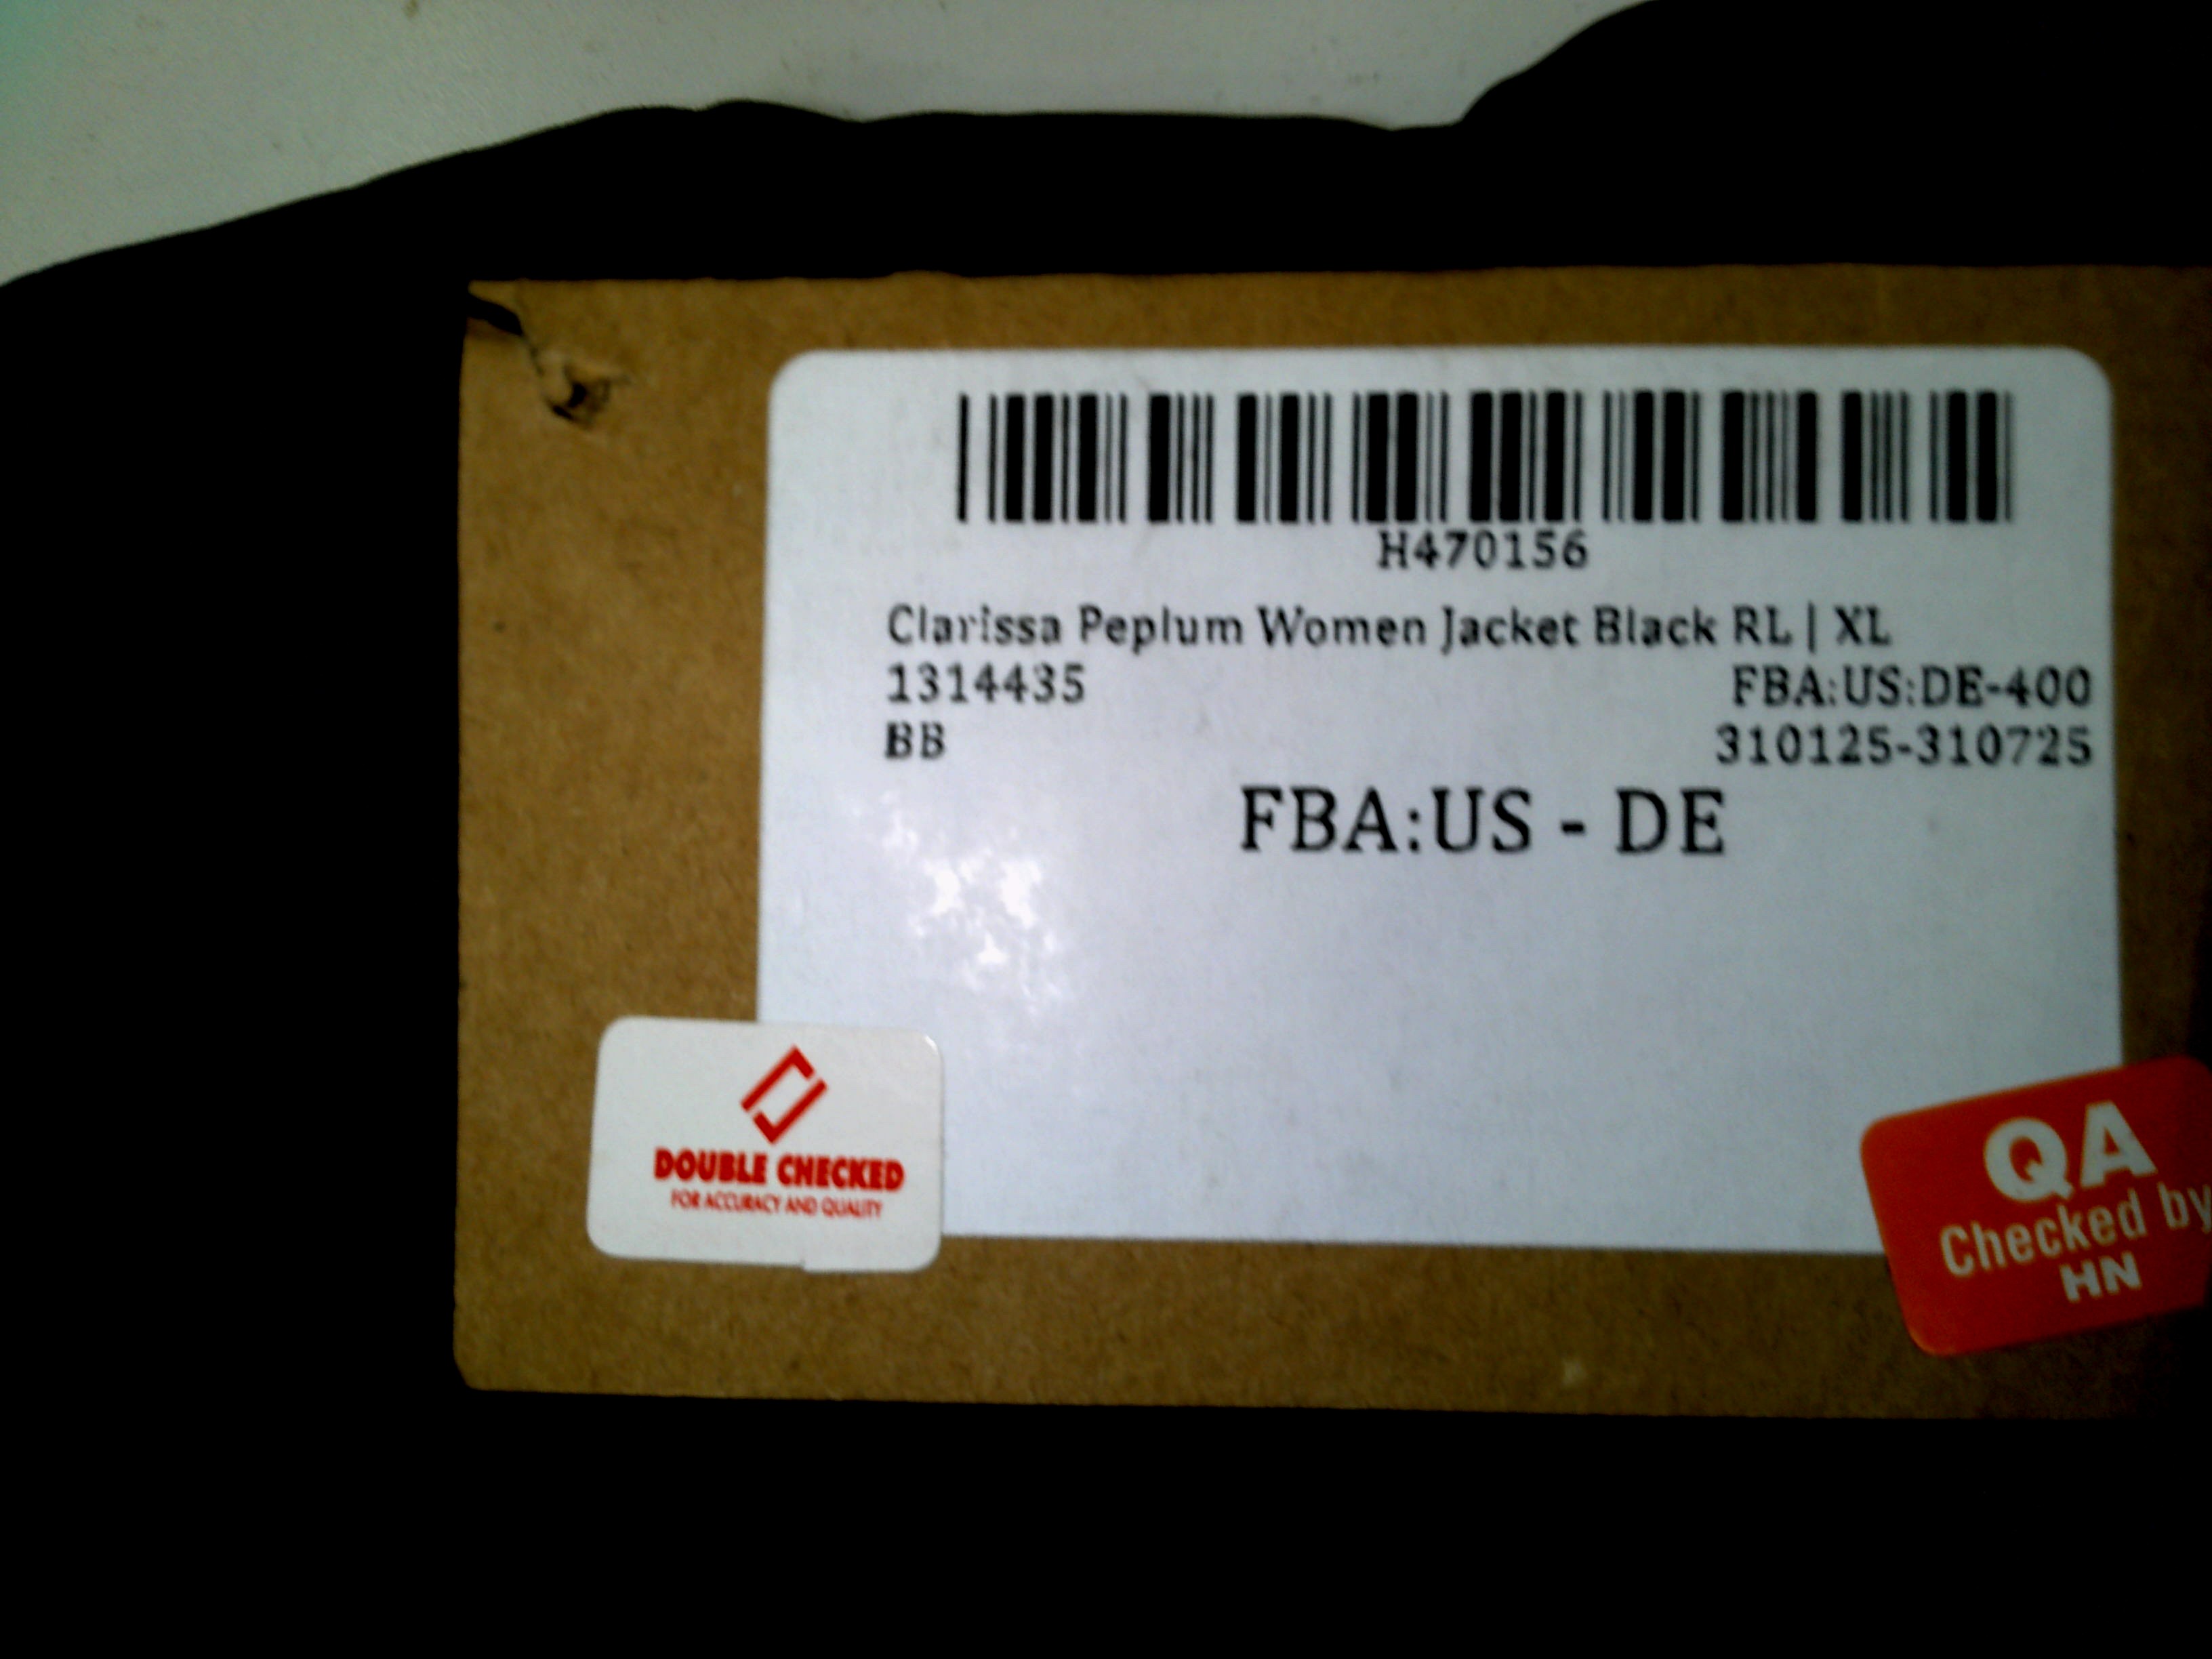 H470156
Clarissa Peplum Women Jacket Black RL | XL
1314435 FBA:US:DE-400
BB 310125-310725
FBA:US - DE
DOUBLE CHECKED
FOR ACCURACY AND QUALITY
QA
Checked by
HN